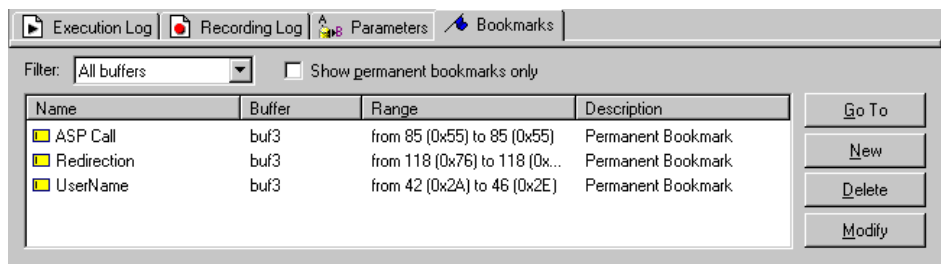 Execution Log Recording Log A B Parameters Bookmarks
Filter: All buffers Show permanent bookmarks only
Name Buffer Range Description Go To
ASP Call buf3 from 85 (0x55) to 85 (0x55) Permanent Bookmark
Redirection buf3 from 118 (0x76) to 118 (0x... Permanent Bookmark New
UserName buf3 from 42 (0x2A) to 46 (0x2E) Permanent Bookmark Delete
Modify